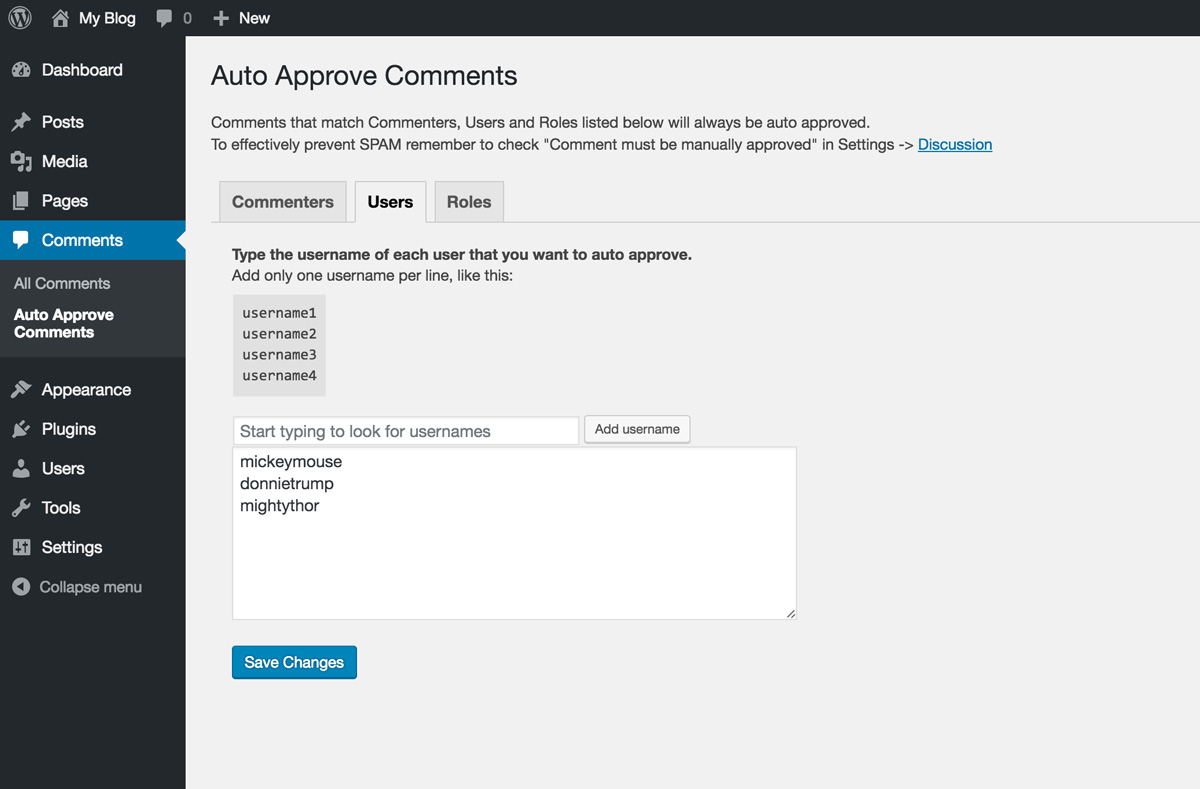 My Blog 0 New
Dashboard
Posts
Media
Pages
Comments
All Comments
Auto Approve
Comments
Appearance
Plugins
Users
Tools
Settings
Collapse menu
Auto Approve Comments
Comments that match Commenters, Users and Roles listed below will always be auto approved.
To effectively prevent SPAM remember to check "Comment must be manually approved" in Settings -> Discussion
Commenters Users Roles
Type the username of each user that you want to auto approve.
Add only one username per line, like this:
username1
username2
username3
username4
Start typing to look for usernames Add username
mickeymouse
donnietrump
mightythor
Save Changes